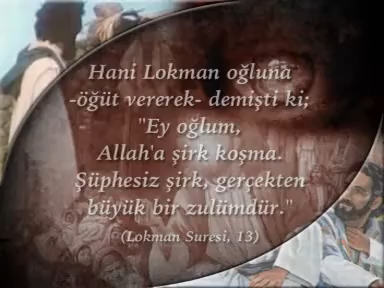 Hani Lokman oğluna
-öğüt vererek- demişti ki;
"Ey oğlum,
Allah'a şirk koşma.
Şüphesiz şirk, gerçekten
büyük bir zulümdür."
(Lokman Suresi, 13)